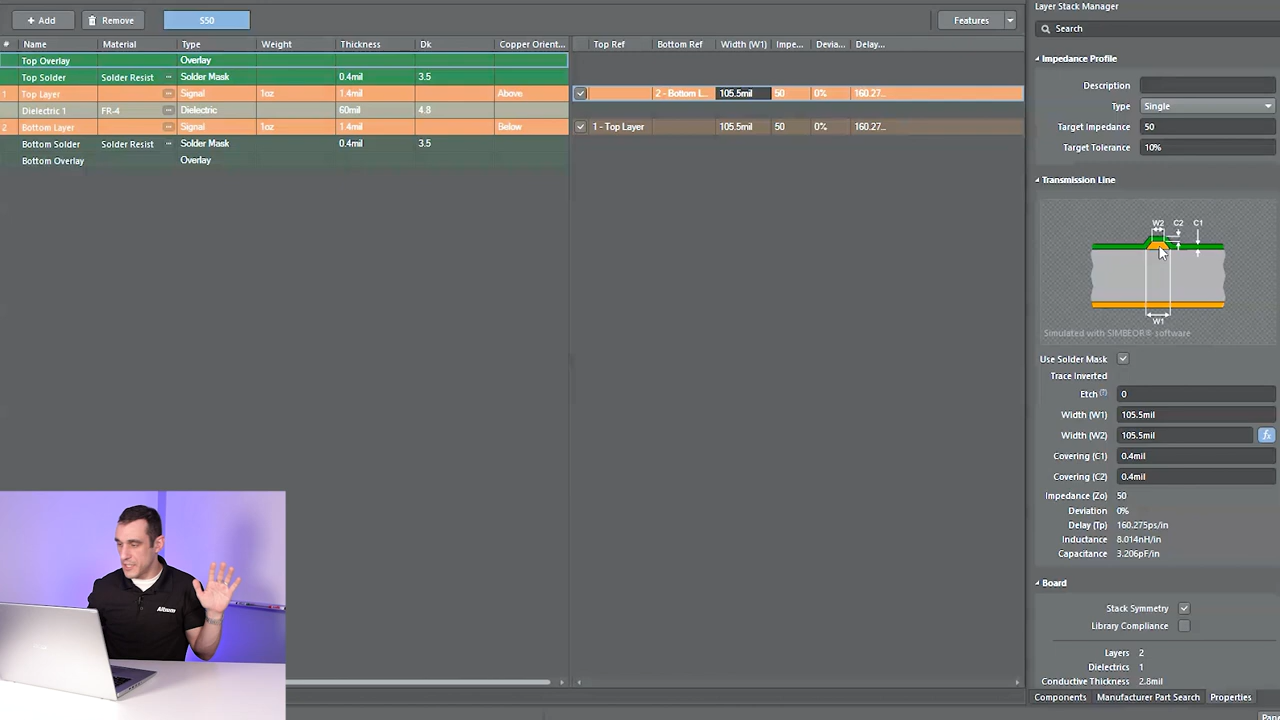 + Add Remove S50 Features
# Name Material Type Weight Thickness Dk Copper Orient...
Top Ref Bottom Ref Width (W1) Impe... Devia... Delay...
Top Overlay Overlay
Top Solder Solder Resist ... Solder Mask 0.4mil 3.5
1 Top Layer ... Signal 1oz 1.4mil Above 2 - Bottom L... 105.5mil 50 0% 160.27...
Dielectric 1 FR-4 ... Dielectric 60mil 4.8
2 Bottom Layer ... Signal 1oz 1.4mil Below 1 - Top Layer 105.5mil 50 0% 160.27...
Bottom Solder Solder Resist ... Solder Mask 0.4mil 3.5
Bottom Overlay Overlay
Layer Stack Manager
Search
Impedance Profile
Description
Type Single
Target Impedance 50
Target Tolerance 10%
Transmission Line
W2 C2 C1
W1
Simulated with SIMBEOR® software
Use Solder Mask
Trace Inverted
Etch [?] 0
Width (W1) 105.5mil
Width (W2) 105.5mil fx
Covering (C1) 0.4mil
Covering (C2) 0.4mil
Impedance (Zo) 50
Deviation 0%
Delay (Tp) 160.275ps/in
Inductance 8.014nH/in
Capacitance 3.206pF/in
Board
Stack Symmetry
Library Compliance
Layers 2
Dielectrics 1
Conductive Thickness 2.8mil
Components Manufacturer Part Search Properties
Altium